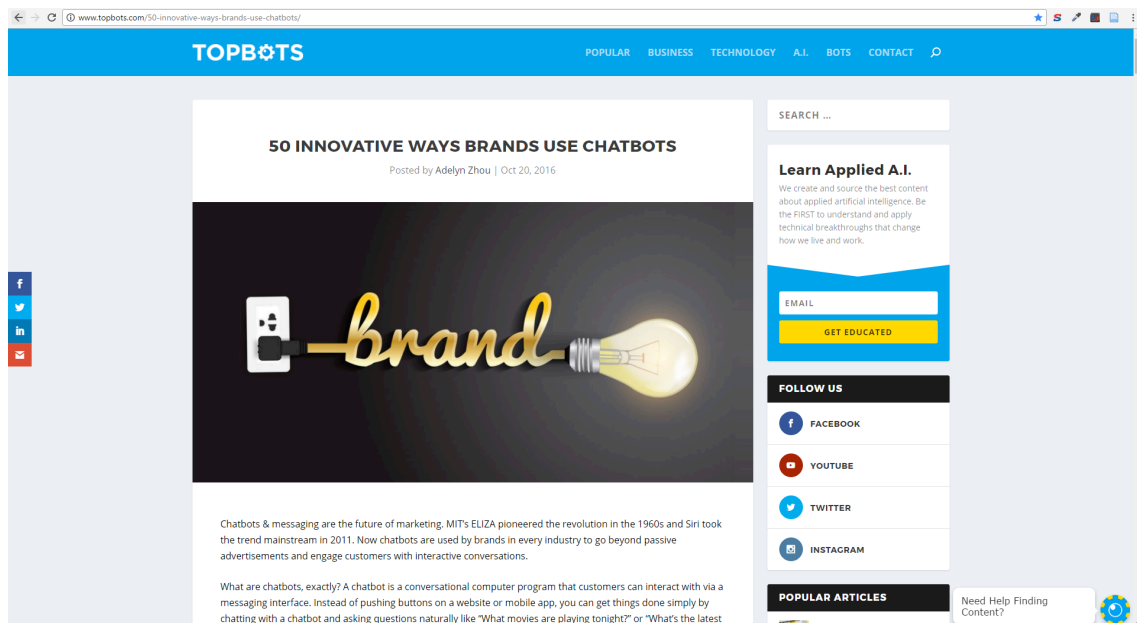 www.topbots.com/50-innovative-ways-brands-use-chatbots/
TOPBOTS
POPULAR BUSINESS TECHNOLOGY A.I. BOTS CONTACT
50 INNOVATIVE WAYS BRANDS USE CHATBOTS
Posted by Adelyn Zhou | Oct 20, 2016
brand
Chatbots & messaging are the future of marketing. MIT's ELIZA pioneered the revolution in the 1960s and Siri took
the trend mainstream in 2011. Now chatbots are used by brands in every industry to go beyond passive
advertisements and engage customers with interactive conversations.
What are chatbots, exactly? A chatbot is a conversational computer program that customers can interact with via a
messaging interface. Instead of pushing buttons on a website or mobile app, you can get things done simply by
chatting with a chatbot and asking questions naturally like "What movies are playing tonight?" or "What's the latest
SEARCH ...
Learn Applied A.I.
We create and source the best content
about applied artificial intelligence. Be
the FIRST to understand and apply
technical breakthroughs that change
how we live and work.
EMAIL
GET EDUCATED
FOLLOW US
FACEBOOK
YOUTUBE
TWITTER
INSTAGRAM
POPULAR ARTICLES
Need Help Finding
Content?